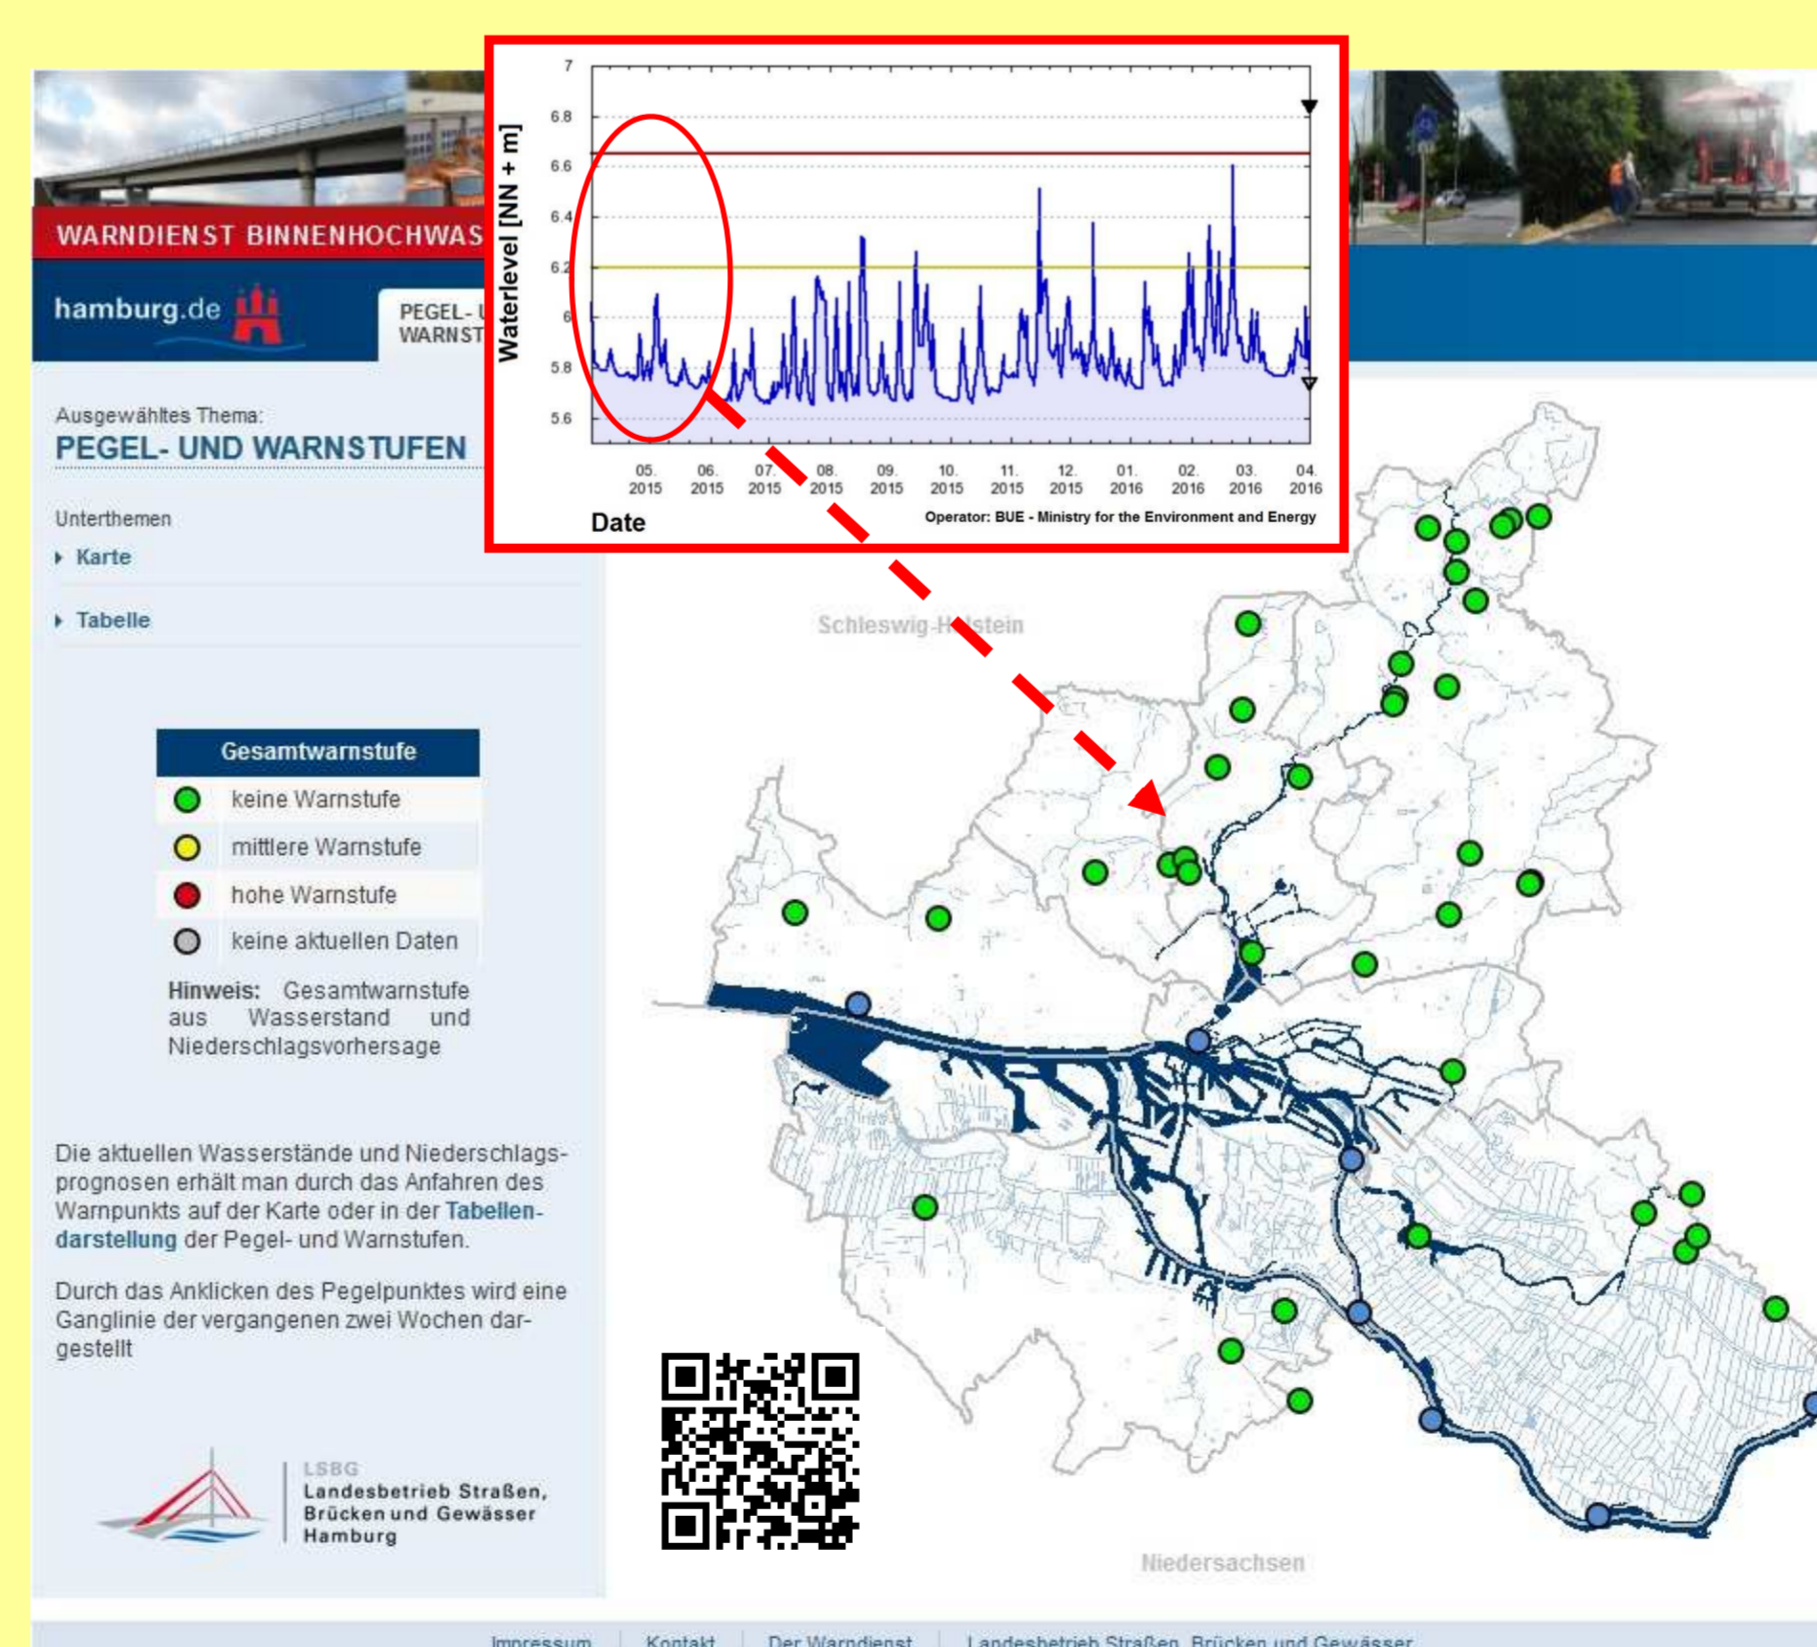 WARNDIENST BINNENHOCHWAS
hamburg.de
PEGEL- U
WARNST
Waterlevel [NN + m]
7
6.8
6.6
6.4
6.2
6
5.8
5.6
05. 06. 07. 08. 09. 10. 11. 12. 01. 02. 03. 04.
2015 2015 2015 2015 2015 2015 2015 2015 2016 2016 2016 2016
Date
Operator: BUE - Ministry for the Environment and Energy
Ausgewähltes Thema:
PEGEL- UND WARNSTUFEN
Unterthemen
Karte
Tabelle
Gesamtwarnstufe
keine Warnstufe
mittlere Warnstufe
hohe Warnstufe
keine aktuellen Daten
Hinweis: Gesamtwarnstufe
aus Wasserstand und
Niederschlagsvorhersage
Die aktuellen Wasserstände und Niederschlags-
prognosen erhält man durch das Anfahren des
Warnpunkts auf der Karte oder in der Tabellen-
darstellung der Pegel- und Warnstufen.
Durch das Anklicken des Pegelpunktes wird eine
Ganglinie der vergangenen zwei Wochen dar-
gestellt
LSBG
Landesbetrieb Straßen,
Brücken und Gewässer
Hamburg
Schleswig-Holstein
Niedersachsen
Impressum Kontakt Der Warndienst Landesbetrieb Straßen, Brücken und Gewässer